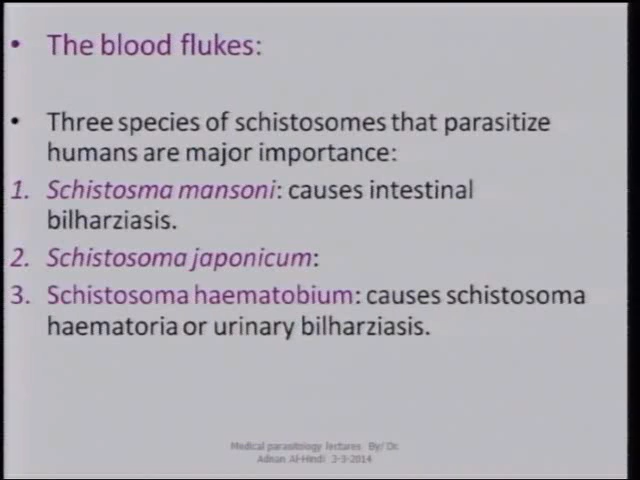 • The blood flukes:
• Three species of schistosomes that parasitize
humans are major importance:
1. Schistosma mansoni: causes intestinal
bilharziasis.
2. Schistosoma japonicum:
3. Schistosoma haematobium: causes schistosoma
haematoria or urinary bilharziasis.
Medical parasitology lectares By/ Dr.
Adnan Al-Hindi 3-3-2014